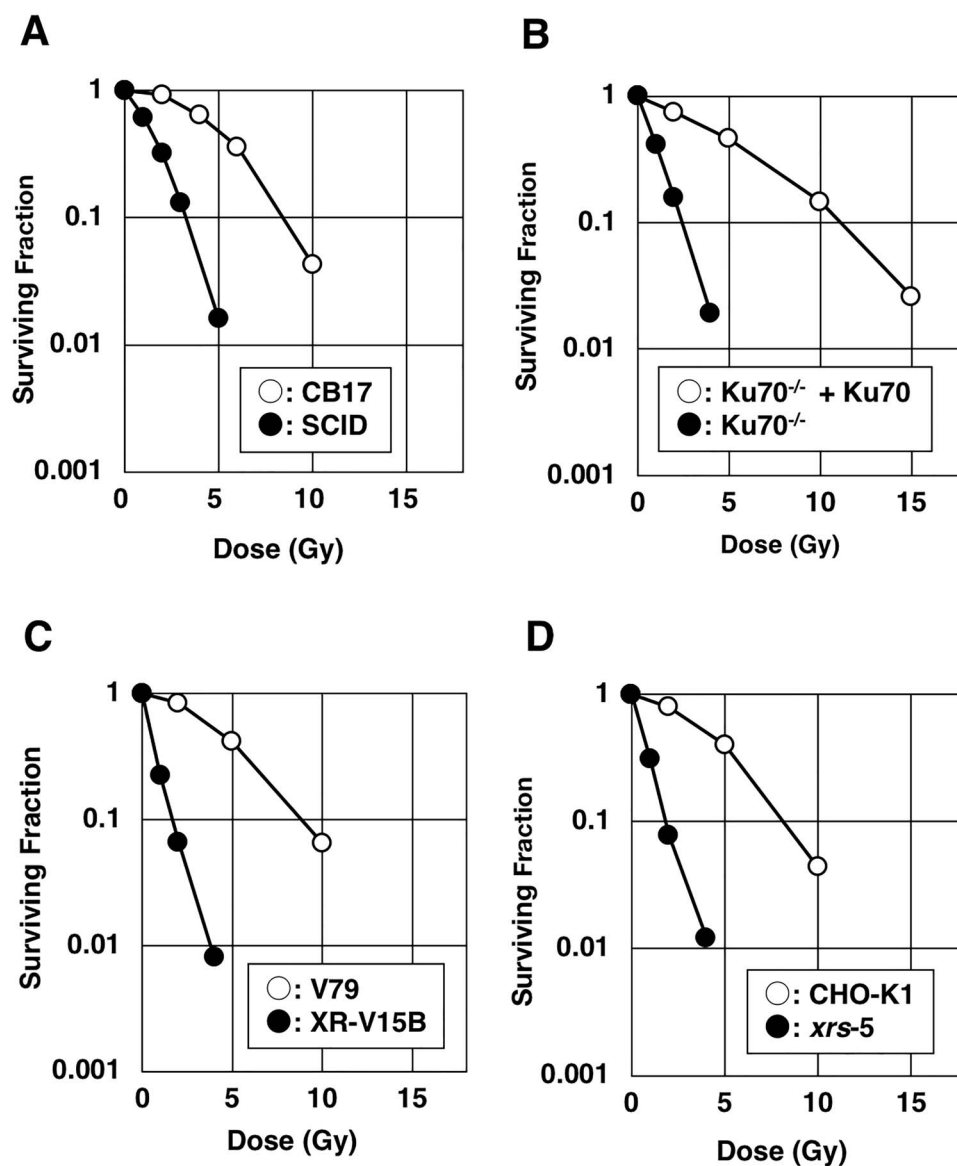 A
Surviving Fraction
1
0.1
0.01
0.001
0 5 10 15
Dose (Gy)
○: CB17
●: SCID
B
Surviving Fraction
1
0.1
0.01
0.001
0 5 10 15
Dose (Gy)
○: Ku70-/- + Ku70
●: Ku70-/-
C
Surviving Fraction
1
0.1
0.01
0.001
0 5 10 15
Dose (Gy)
○: V79
●: XR-V15B
D
Surviving Fraction
1
0.1
0.01
0.001
0 5 10 15
Dose (Gy)
○: CHO-K1
●: xrs-5